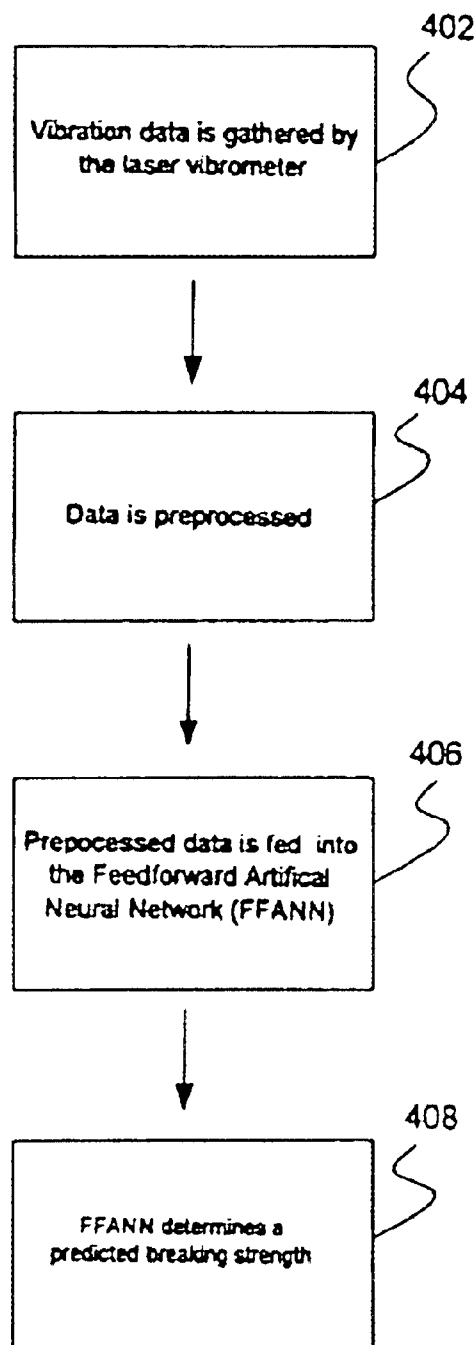 402
Vibration data is gathered by
the laser vibrometer
404
Data is preprocessed
406
Prepocessed data is fed into
the Feedforward Artifical
Neural Network (FFANN)
408
FFANN determines a
predicted breaking strength